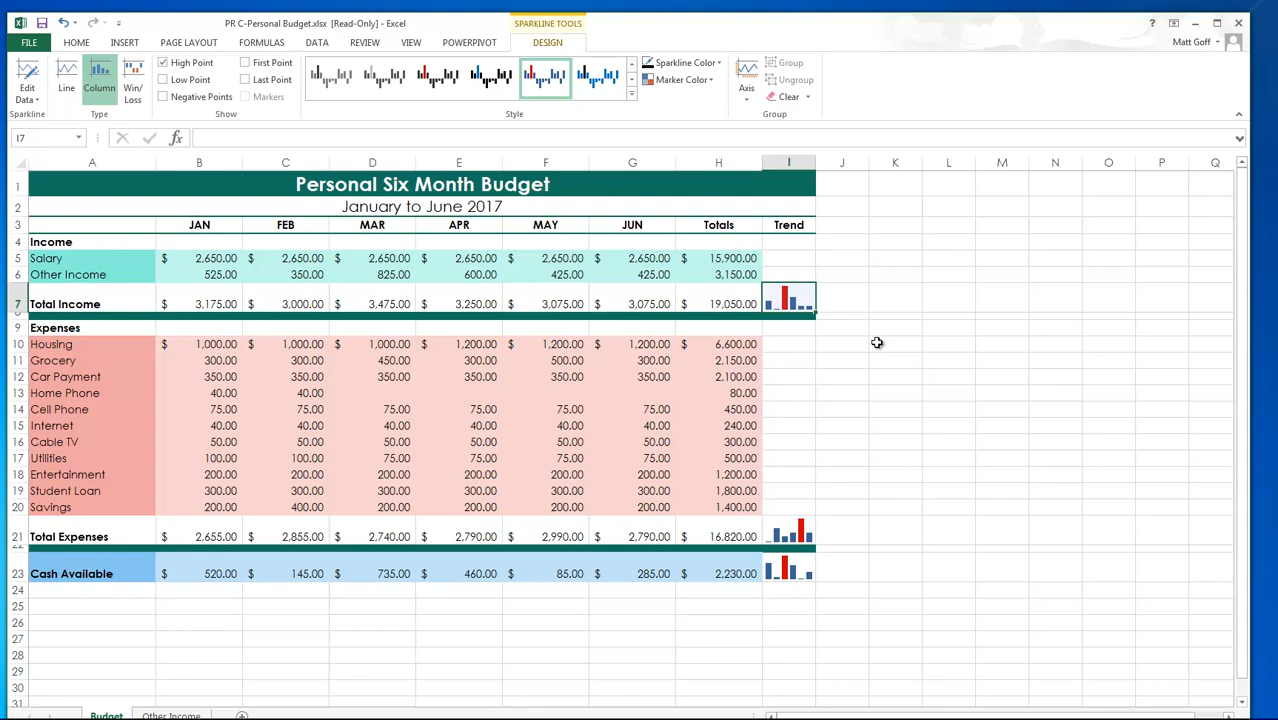 PR C-Personal Budget.xlsx [Read-Only] - Excel
SPARKLINE TOOLS
?
FILE HOME INSERT PAGE LAYOUT FORMULAS DATA REVIEW VIEW POWERPIVOT DESIGN Matt Goff
Edit Data
Sparkline
Line
Column
Win/ Loss
Type
High Point First Point
Low Point Last Point
Negative Points Markers
Show
Style
Sparkline Color
Marker Color
Axis
Group
Ungroup
Clear
Group
I7 fx
A B C D E F G H I J K L M N O P Q
1 Personal Six Month Budget
2 January to June 2017
3 JAN FEB MAR APR MAY JUN Totals Trend
4 Income
5 Salary $ 2,650.00 $ 2,650.00 $ 2,650.00 $ 2,650.00 $ 2,650.00 $ 2,650.00 $ 15,900.00
6 Other Income 525.00 350.00 825.00 600.00 425.00 425.00 3,150.00
7 Total Income $ 3,175.00 $ 3,000.00 $ 3,475.00 $ 3,250.00 $ 3,075.00 $ 3,075.00 $ 19,050.00
9 Expenses
10 Housing $ 1,000.00 $ 1,000.00 $ 1,000.00 $ 1,200.00 $ 1,200.00 $ 1,200.00 $ 6,600.00
11 Grocery 300.00 300.00 450.00 300.00 500.00 300.00 2,150.00
12 Car Payment 350.00 350.00 350.00 350.00 350.00 350.00 2,100.00
13 Home Phone 40.00 40.00 80.00
14 Cell Phone 75.00 75.00 75.00 75.00 75.00 75.00 450.00
15 Internet 40.00 40.00 40.00 40.00 40.00 40.00 240.00
16 Cable TV 50.00 50.00 50.00 50.00 50.00 50.00 300.00
17 Utilities 100.00 100.00 75.00 75.00 75.00 75.00 500.00
18 Entertainment 200.00 200.00 200.00 200.00 200.00 200.00 1,200.00
19 Student Loan 300.00 300.00 300.00 300.00 300.00 300.00 1,800.00
20 Savings 200.00 400.00 200.00 200.00 200.00 200.00 1,400.00
21 Total Expenses $ 2,655.00 $ 2,855.00 $ 2,740.00 $ 2,790.00 $ 2,990.00 $ 2,790.00 $ 16,820.00
22
23 Cash Available $ 520.00 $ 145.00 $ 735.00 $ 460.00 $ 85.00 $ 285.00 $ 2,230.00
24
25
26
27
28
29
30
31
Budget Other Income